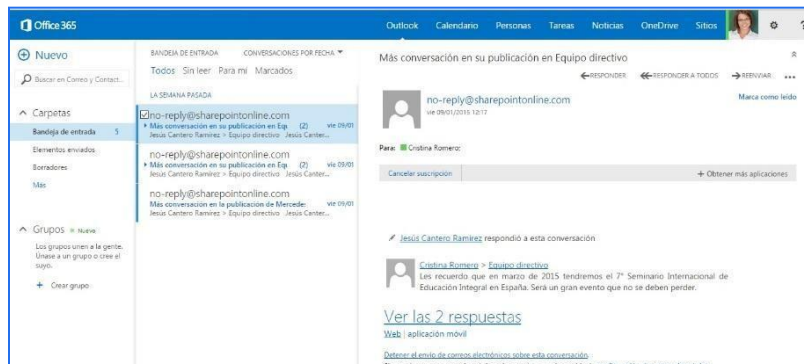 Office 365
Outlook Calendario Personas Tareas Noticias OneDrive Sitios ?
Nuevo
Buscar en Correo y Contact...
Carpetas
Bandeja de entrada 5
Elementos enviados
Borradores
Más
Grupos Nuevo
Los grupos unen a la gente.
Únase a un grupo o cree el
suyo.
+ Crear grupo
BANDEJA DE ENTRADA CONVERSACIONES POR FECHA
Todos Sin leer Para mí Marcados
LA SEMANA PASADA
no-reply@sharepointonline.com
Más conversación en su publicación en Eq (2) vie 09/01
Jesús Cantero Ramírez > Equipo directivo Jesús Canter...
no-reply@sharepointonline.com
Más conversación en su publicación en Eq (2) vie 09/01
Jesús Cantero Ramírez > Equipo directivo Jesús Canter...
no-reply@sharepointonline.com
Más conversación en la publicación de Mercede: vie 09/01
Jesús Cantero Ramírez > Equipo directivo Jesús Canter...
Más conversación en su publicación en Equipo directivo
RESPONDER RESPONDER A TODOS REENVIAR ...
no-reply@sharepointonline.com
Marca como leído
vie 09/01/2015 12:17
Para: Cristina Romero;
Cancelar suscripción + Obtener más aplicaciones
Jesús Cantero Ramírez respondió a esta conversación
Cristina Romero > Equipo directivo
Les recuerdo que en marzo de 2015 tendremos el 7º Seminario Internacional de
Educación Integral en España. Será un gran evento que no se deben perder.
Ver las 2 respuestas
Web | aplicación móvil
Detener el envío de correos electrónicos sobre esta conversación.